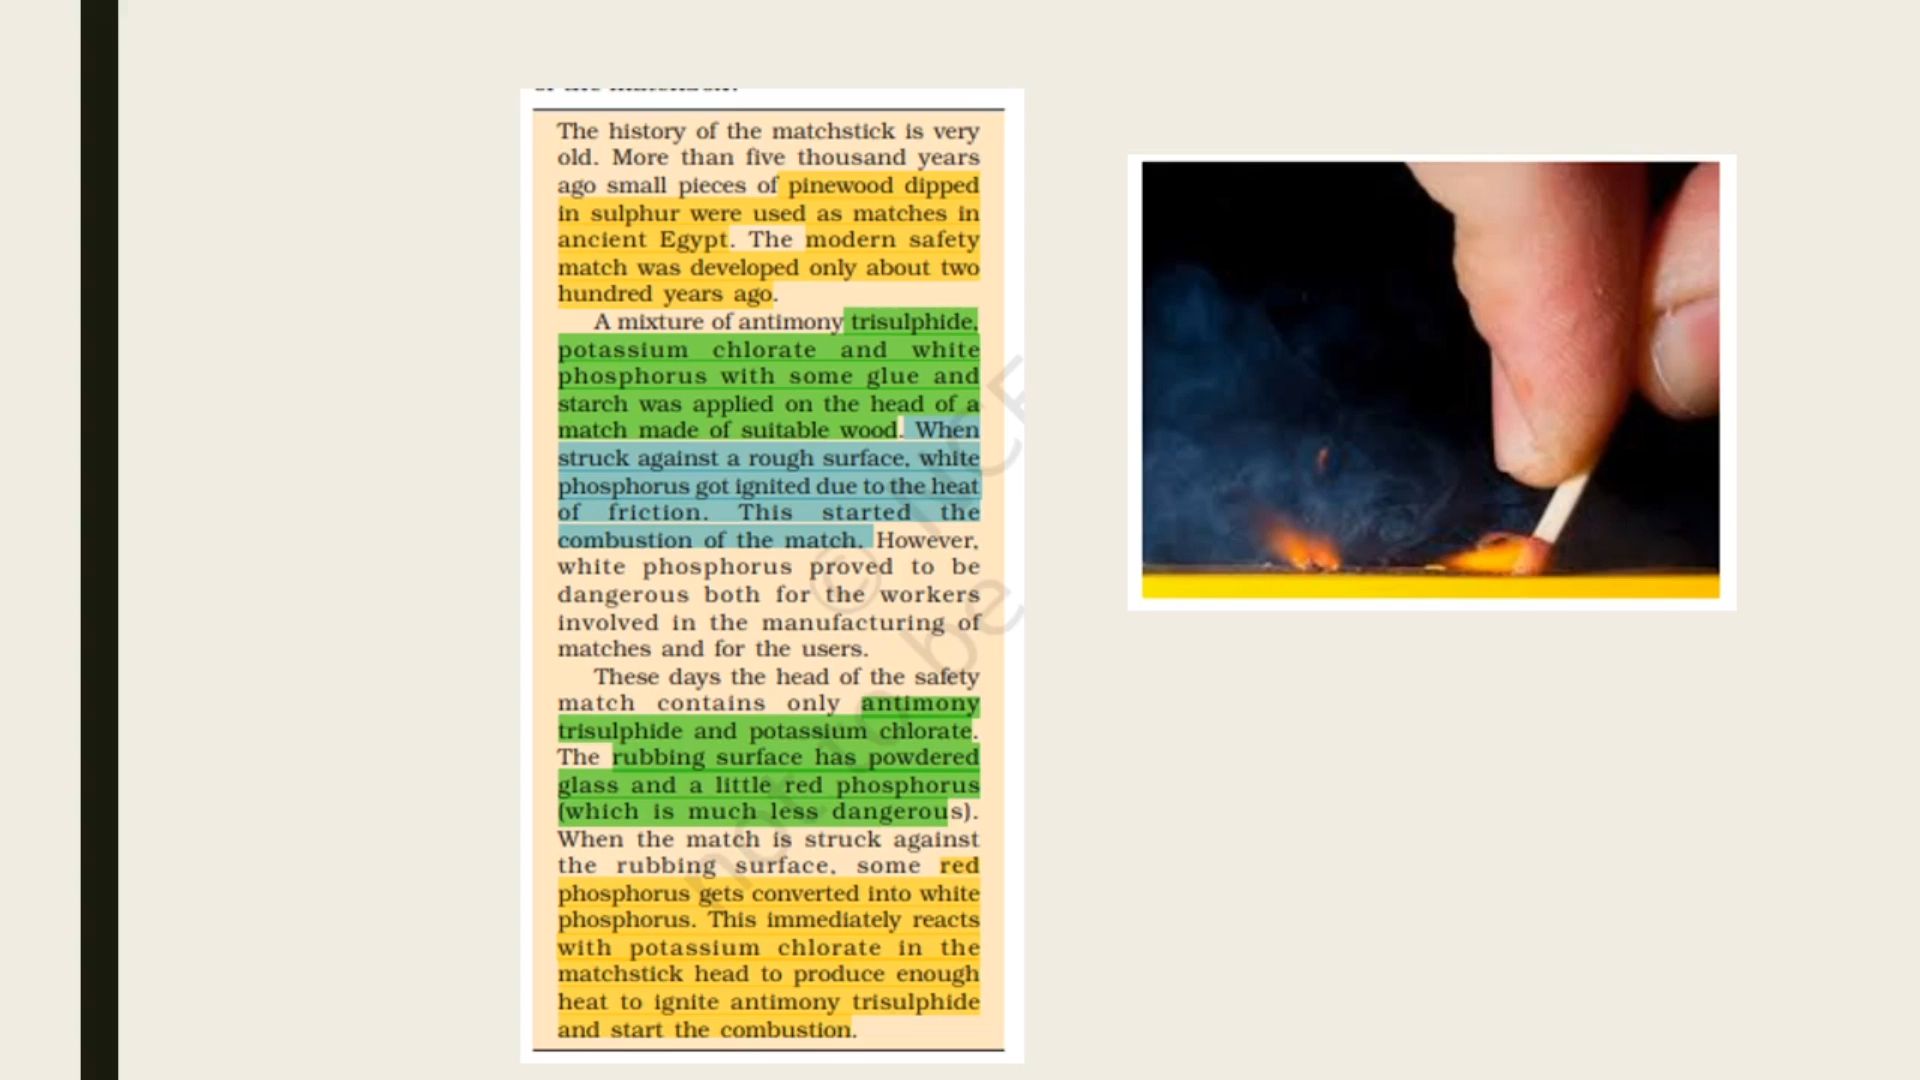 The history of the matchstick is very
old. More than five thousand years
ago small pieces of pinewood dipped
in sulphur were used as matches in
ancient Egypt. The modern safety
match was developed only about two
hundred years ago.
A mixture of antimony trisulphide,
potassium chlorate and white
phosphorus with some glue and
starch was applied on the head of a
match made of suitable wood. When
struck against a rough surface, white
phosphorus got ignited due to the heat
of friction. This started the
combustion of the match. However,
white phosphorus proved to be
dangerous both for the workers
involved in the manufacturing of
matches and for the users.
These days the head of the safety
match contains only antimony
trisulphide and potassium chlorate.
The rubbing surface has powdered
glass and a little red phosphorus
(which is much less dangerous).
When the match is struck against
the rubbing surface, some red
phosphorus gets converted into white
phosphorus. This immediately reacts
with potassium chlorate in the
matchstick head to produce enough
heat to ignite antimony trisulphide
and start the combustion.
not to be